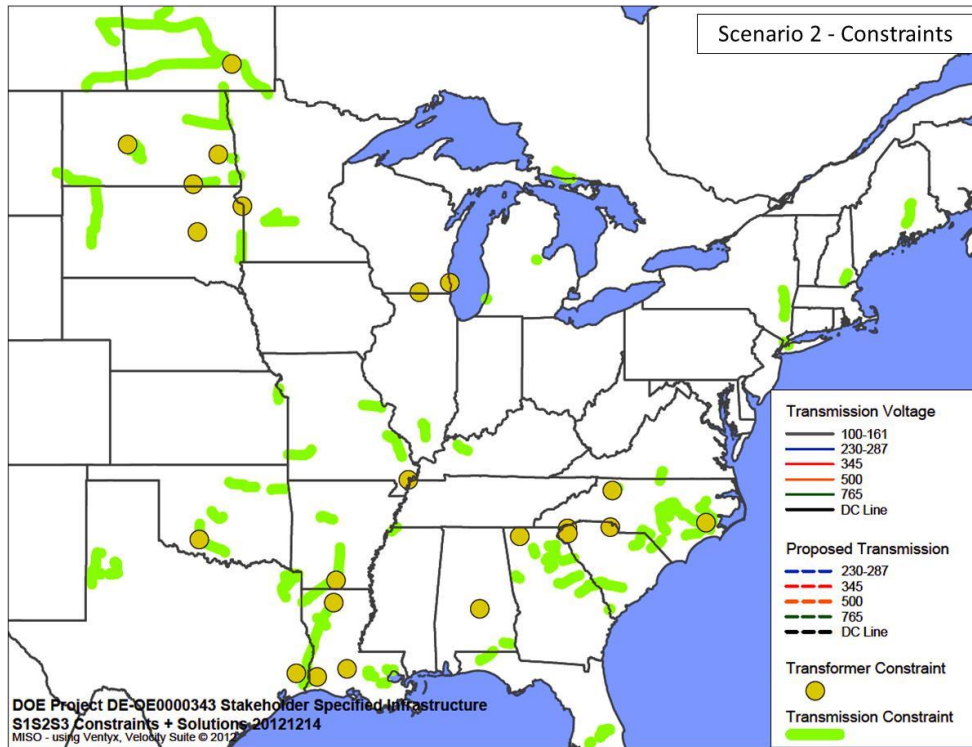 Scenario 2 - Constraints
Transmission Voltage
100-161
230-287
345
500
765
DC Line
Proposed Transmission
230-287
345
500
765
DC Line
Transformer Constraint
Transmission Constraint
DOE Project DE-OE0000343 Stakeholder Specified Infrastructure
S1S2S3 Constraints + Solutions 20121214
MISO - using Ventyx, Velocity Suite © 2012